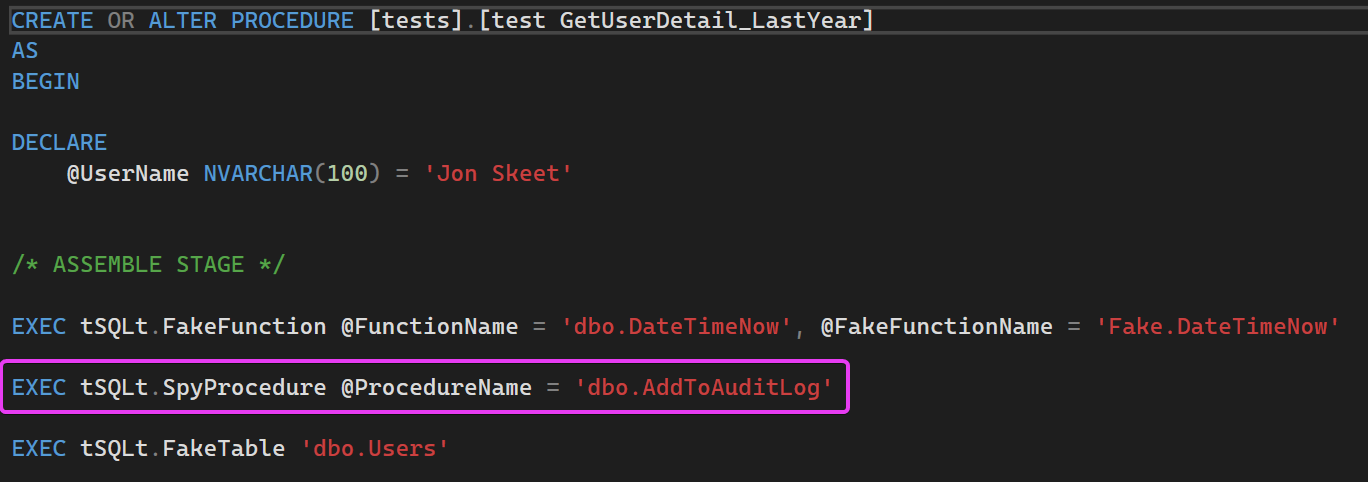 CREATE OR ALTER PROCEDURE [tests].[test GetUserDetail_LastYear]
AS
BEGIN
DECLARE
@UserName NVARCHAR(100) = 'Jon Skeet'
/* ASSEMBLE STAGE */
EXEC tSQLt.FakeFunction @FunctionName = 'dbo.DateTimeNow', @FakeFunctionName = 'Fake.DateTimeNow'
EXEC tSQLt.SpyProcedure @ProcedureName = 'dbo.AddToAuditLog'
EXEC tSQLt.FakeTable 'dbo.Users'